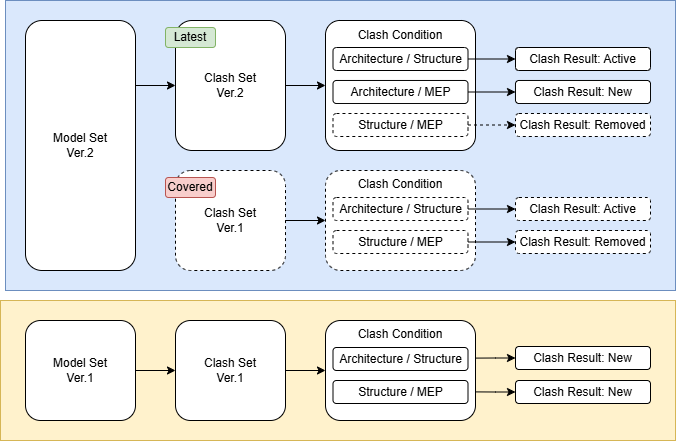 Latest
Model Set
Ver.2
Clash Set
Ver.2
Clash Condition
Architecture / Structure
Clash Result: Active
Architecture / MEP
Clash Result: New
Structure / MEP
Clash Result: Removed
Covered
Clash Set
Ver.1
Clash Condition
Architecture / Structure
Clash Result: Active
Structure / MEP
Clash Result: Removed
Model Set
Ver.1
Clash Set
Ver.1
Clash Condition
Architecture / Structure
Clash Result: New
Structure / MEP
Clash Result: New